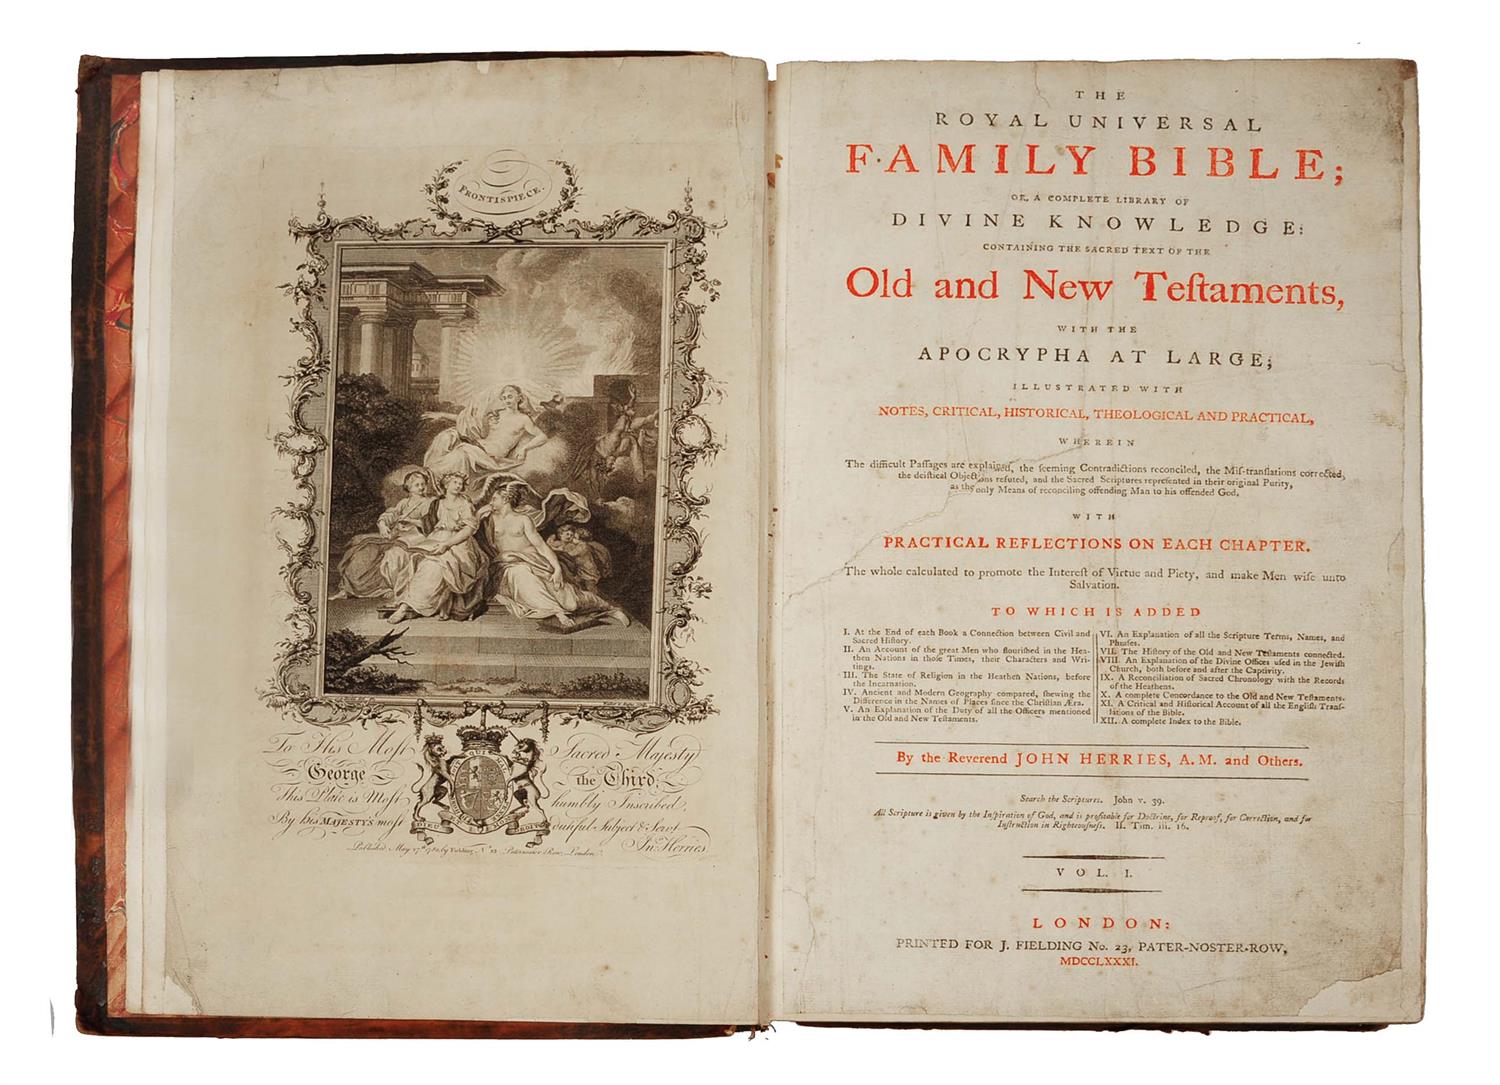 FRONTISPIECE.
To His Moſt Sacred Majesty
George the Third,
This Plate is Moſt humbly Inscribed,
By his MAJESTY'S moſt dutiful Subject & Servt
Jn. Herries
Published May 17th by Fielding No. 23 Paternoster Row, London.
DIEU ET MON DROIT
THE
ROYAL UNIVERSAL
FAMILY BIBLE;
OR, A COMPLETE LIBRARY OF
DIVINE KNOWLEDGE:
CONTAINING THE SACRED TEXT OF THE
Old and New Teſtaments,
WITH THE
APOCRYPHA AT LARGE;
ILLUSTRATED WITH
NOTES, CRITICAL, HISTORICAL, THEOLOGICAL AND PRACTICAL,
WHEREIN
The difficult Paſſages are explained, the ſeeming Contradictions reconciled, the Miſ-tranſlations corrected,
the deiſtical Objections refuted, and the Sacred Scriptures repreſented in their original Purity,
as the only Means of reconciling offending Man to his offended God,
WITH
PRACTICAL REFLECTIONS ON EACH CHAPTER.
The whole calculated to promote the Intereſt of Virtue and Piety, and make Men wiſe unto
Salvation.
TO WHICH IS ADDED
I. At the End of each Book a Connection between Civil and
Sacred Hiſtory.
II. An Account of the great Men who flouriſhed in the Hea-
then Nations in thoſe Times, their Characters and Wri-
tings.
III. The State of Religion in the Heathen Nations, before
the Incarnation.
IV. Ancient and Modern Geography compared, ſhewing the
Difference in the Names of Places ſince the Chriſtian Æra.
V. An Explanation of the Duty of all the Officers mentioned
in the Old and New Teſtaments.
VI. An Explanation of all the Scripture Terms, Names, and
Phraſes.
VII. The Hiſtory of the Old and New Teſtaments connected.
VIII. An Explanation of the Divine Offices uſed in the Jewiſh
Church, both before and after the Captivity.
IX. A Reconciliation of Sacred Chronology with the Records
of the Heathens.
X. A complete Concordance to the Old and New Teſtaments.
XI. A Critical and Hiſtorical Account of all the Engliſh Tranſ-
lations of the Bible.
XII. A complete Index to the Bible.
By the Reverend JOHN HERRIES, A.M. and Others.
Search the Scriptures. John v. 39.
All Scripture is given by the Inſpiration of God, and is profitable for Doctrine, for Reproof, for Correction, and for
Inſtruction in Righteouſneſs. II. Tim. iii. 16.
VOL. I.
LONDON:
PRINTED FOR J. FIELDING No. 23, PATER-NOSTER-ROW,
MDCCLXXXI.